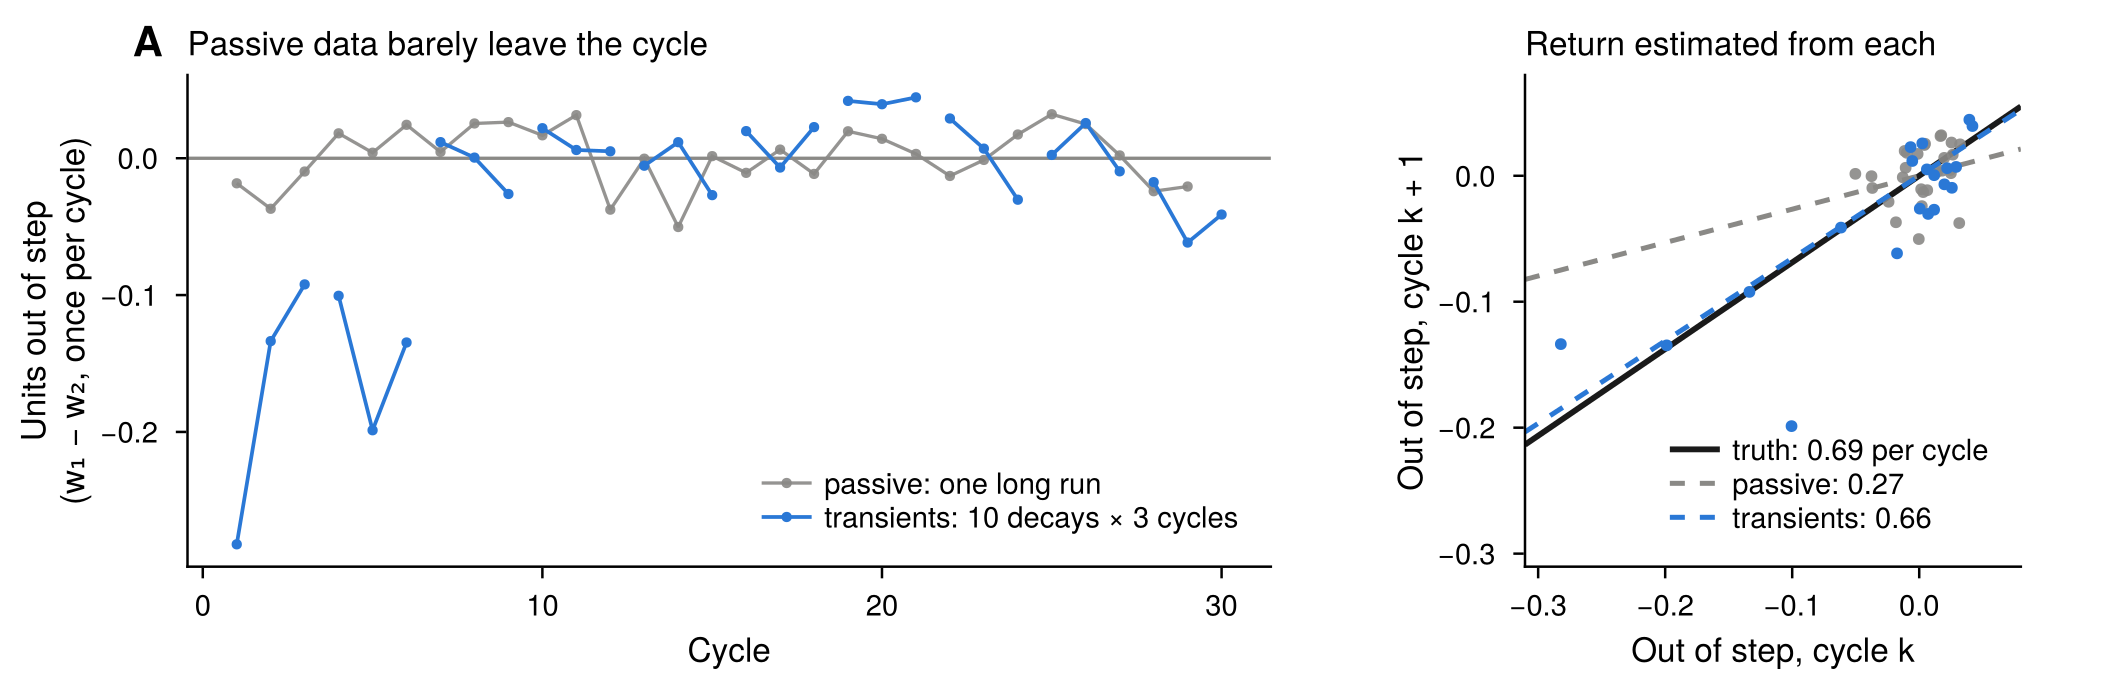 A Passive data barely leave the cycle
Units out of step
(w₁ − w₂, once per cycle)
0.0
−0.1
−0.2
passive: one long run
transients: 10 decays × 3 cycles
0 10 20 30
Cycle
Return estimated from each
Out of step, cycle k + 1
0.0
−0.1
−0.2
−0.3
truth: 0.69 per cycle
passive: 0.27
transients: 0.66
−0.3 −0.2 −0.1 0.0
Out of step, cycle k